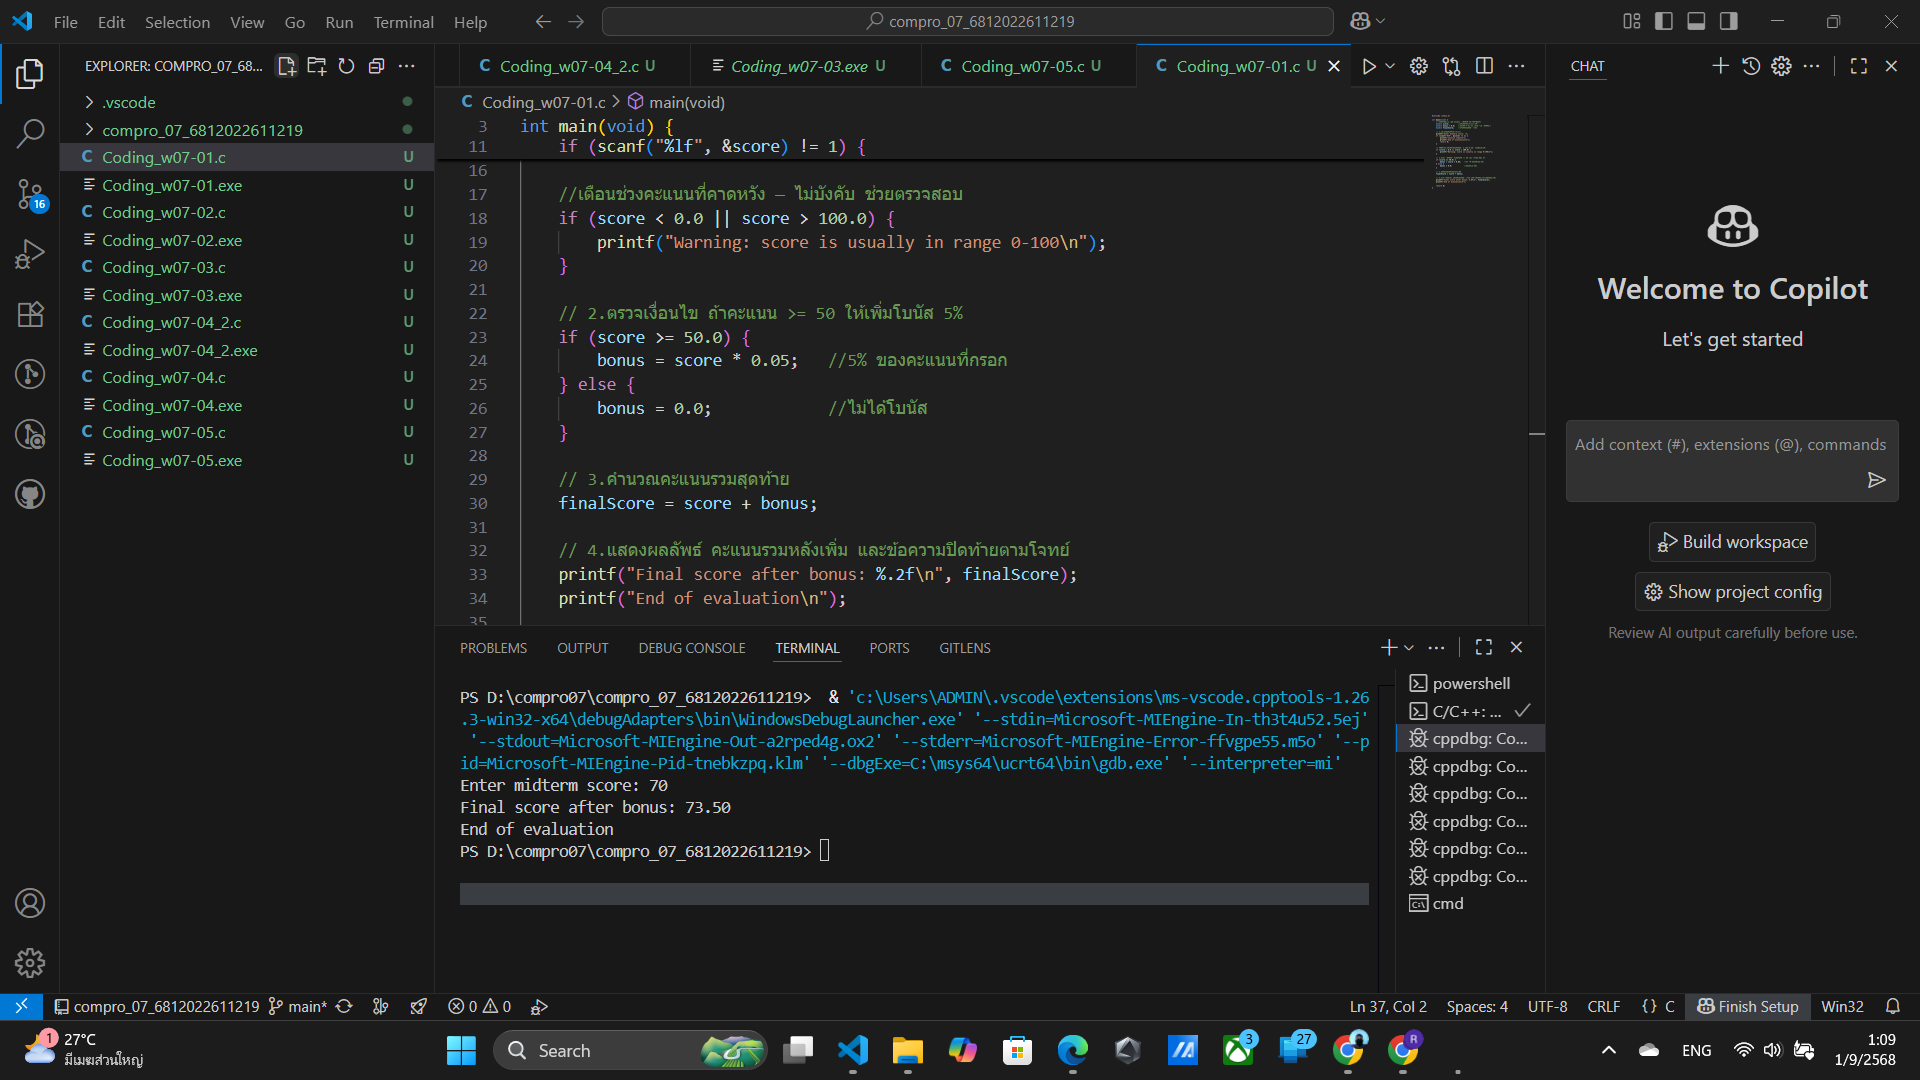 File Edit Selection View Go Run Terminal Help
compro_07_6812022611219
EXPLORER: COMPRO_07_68...
.vscode
compro_07_6812022611219
Coding_w07-01.c U
Coding_w07-01.exe U
Coding_w07-02.c U
Coding_w07-02.exe U
Coding_w07-03.c U
Coding_w07-03.exe U
Coding_w07-04_2.c U
Coding_w07-04_2.exe U
Coding_w07-04.c U
Coding_w07-04.exe U
Coding_w07-05.c U
Coding_w07-05.exe U
16
Coding_w07-04_2.c U
Coding_w07-03.exe U
Coding_w07-05.c U
Coding_w07-01.c U
Coding_w07-01.c > main(void)
3 int main(void) {
11 if (scanf("%lf", &score) != 1) {
16
17 //เตือนช่วงคะแนนที่คาดหวัง — ไม่บังคับ ช่วยตรวจสอบ
18 if (score < 0.0 || score > 100.0) {
19 printf("Warning: score is usually in range 0-100\n");
20 }
21
22 // 2.ตรวจเงื่อนไข ถ้าคะแนน >= 50 ให้เพิ่มโบนัส 5%
23 if (score >= 50.0) {
24 bonus = score * 0.05; //5% ของคะแนนที่กรอก
25 } else {
26 bonus = 0.0; //ไม่ได้โบนัส
27 }
28
29 // 3.คำนวณคะแนนรวมสุดท้าย
30 finalScore = score + bonus;
31
32 // 4.แสดงผลลัพธ์ คะแนนรวมหลังเพิ่ม และข้อความปิดท้ายตามโจทย์
33 printf("Final score after bonus: %.2f\n", finalScore);
34 printf("End of evaluation\n");
35
PROBLEMS OUTPUT DEBUG CONSOLE TERMINAL PORTS GITLENS
PS D:\compro07\compro_07_6812022611219> & 'c:\Users\ADMIN\.vscode\extensions\ms-vscode.cpptools-1.26
.3-win32-x64\debugAdapters\bin\WindowsDebugLauncher.exe' '--stdin=Microsoft-MIEngine-In-th3t4u52.5ej'
'--stdout=Microsoft-MIEngine-Out-a2rped4g.ox2' '--stderr=Microsoft-MIEngine-Error-ffvgpe55.m5o' '--p
id=Microsoft-MIEngine-Pid-tnebkzpq.klm' '--dbgExe=C:\msys64\ucrt64\bin\gdb.exe' '--interpreter=mi'
Enter midterm score: 70
Final score after bonus: 73.50
End of evaluation
PS D:\compro07\compro_07_6812022611219>
powershell
C/C++: ...
cppdbg: Co...
cppdbg: Co...
cppdbg: Co...
cppdbg: Co...
cppdbg: Co...
cppdbg: Co...
cmd
CHAT
Welcome to Copilot
Let's get started
Add context (#), extensions (@), commands
Build workspace
Show project config
Review AI output carefully before use.
compro_07_6812022611219 main* 0 0
Ln 37, Col 2 Spaces: 4 UTF-8 CRLF {} C Finish Setup Win32
1
27°C
มีเมฆส่วนใหญ่
Search
3
27
R
ENG
1:09
1/9/2568